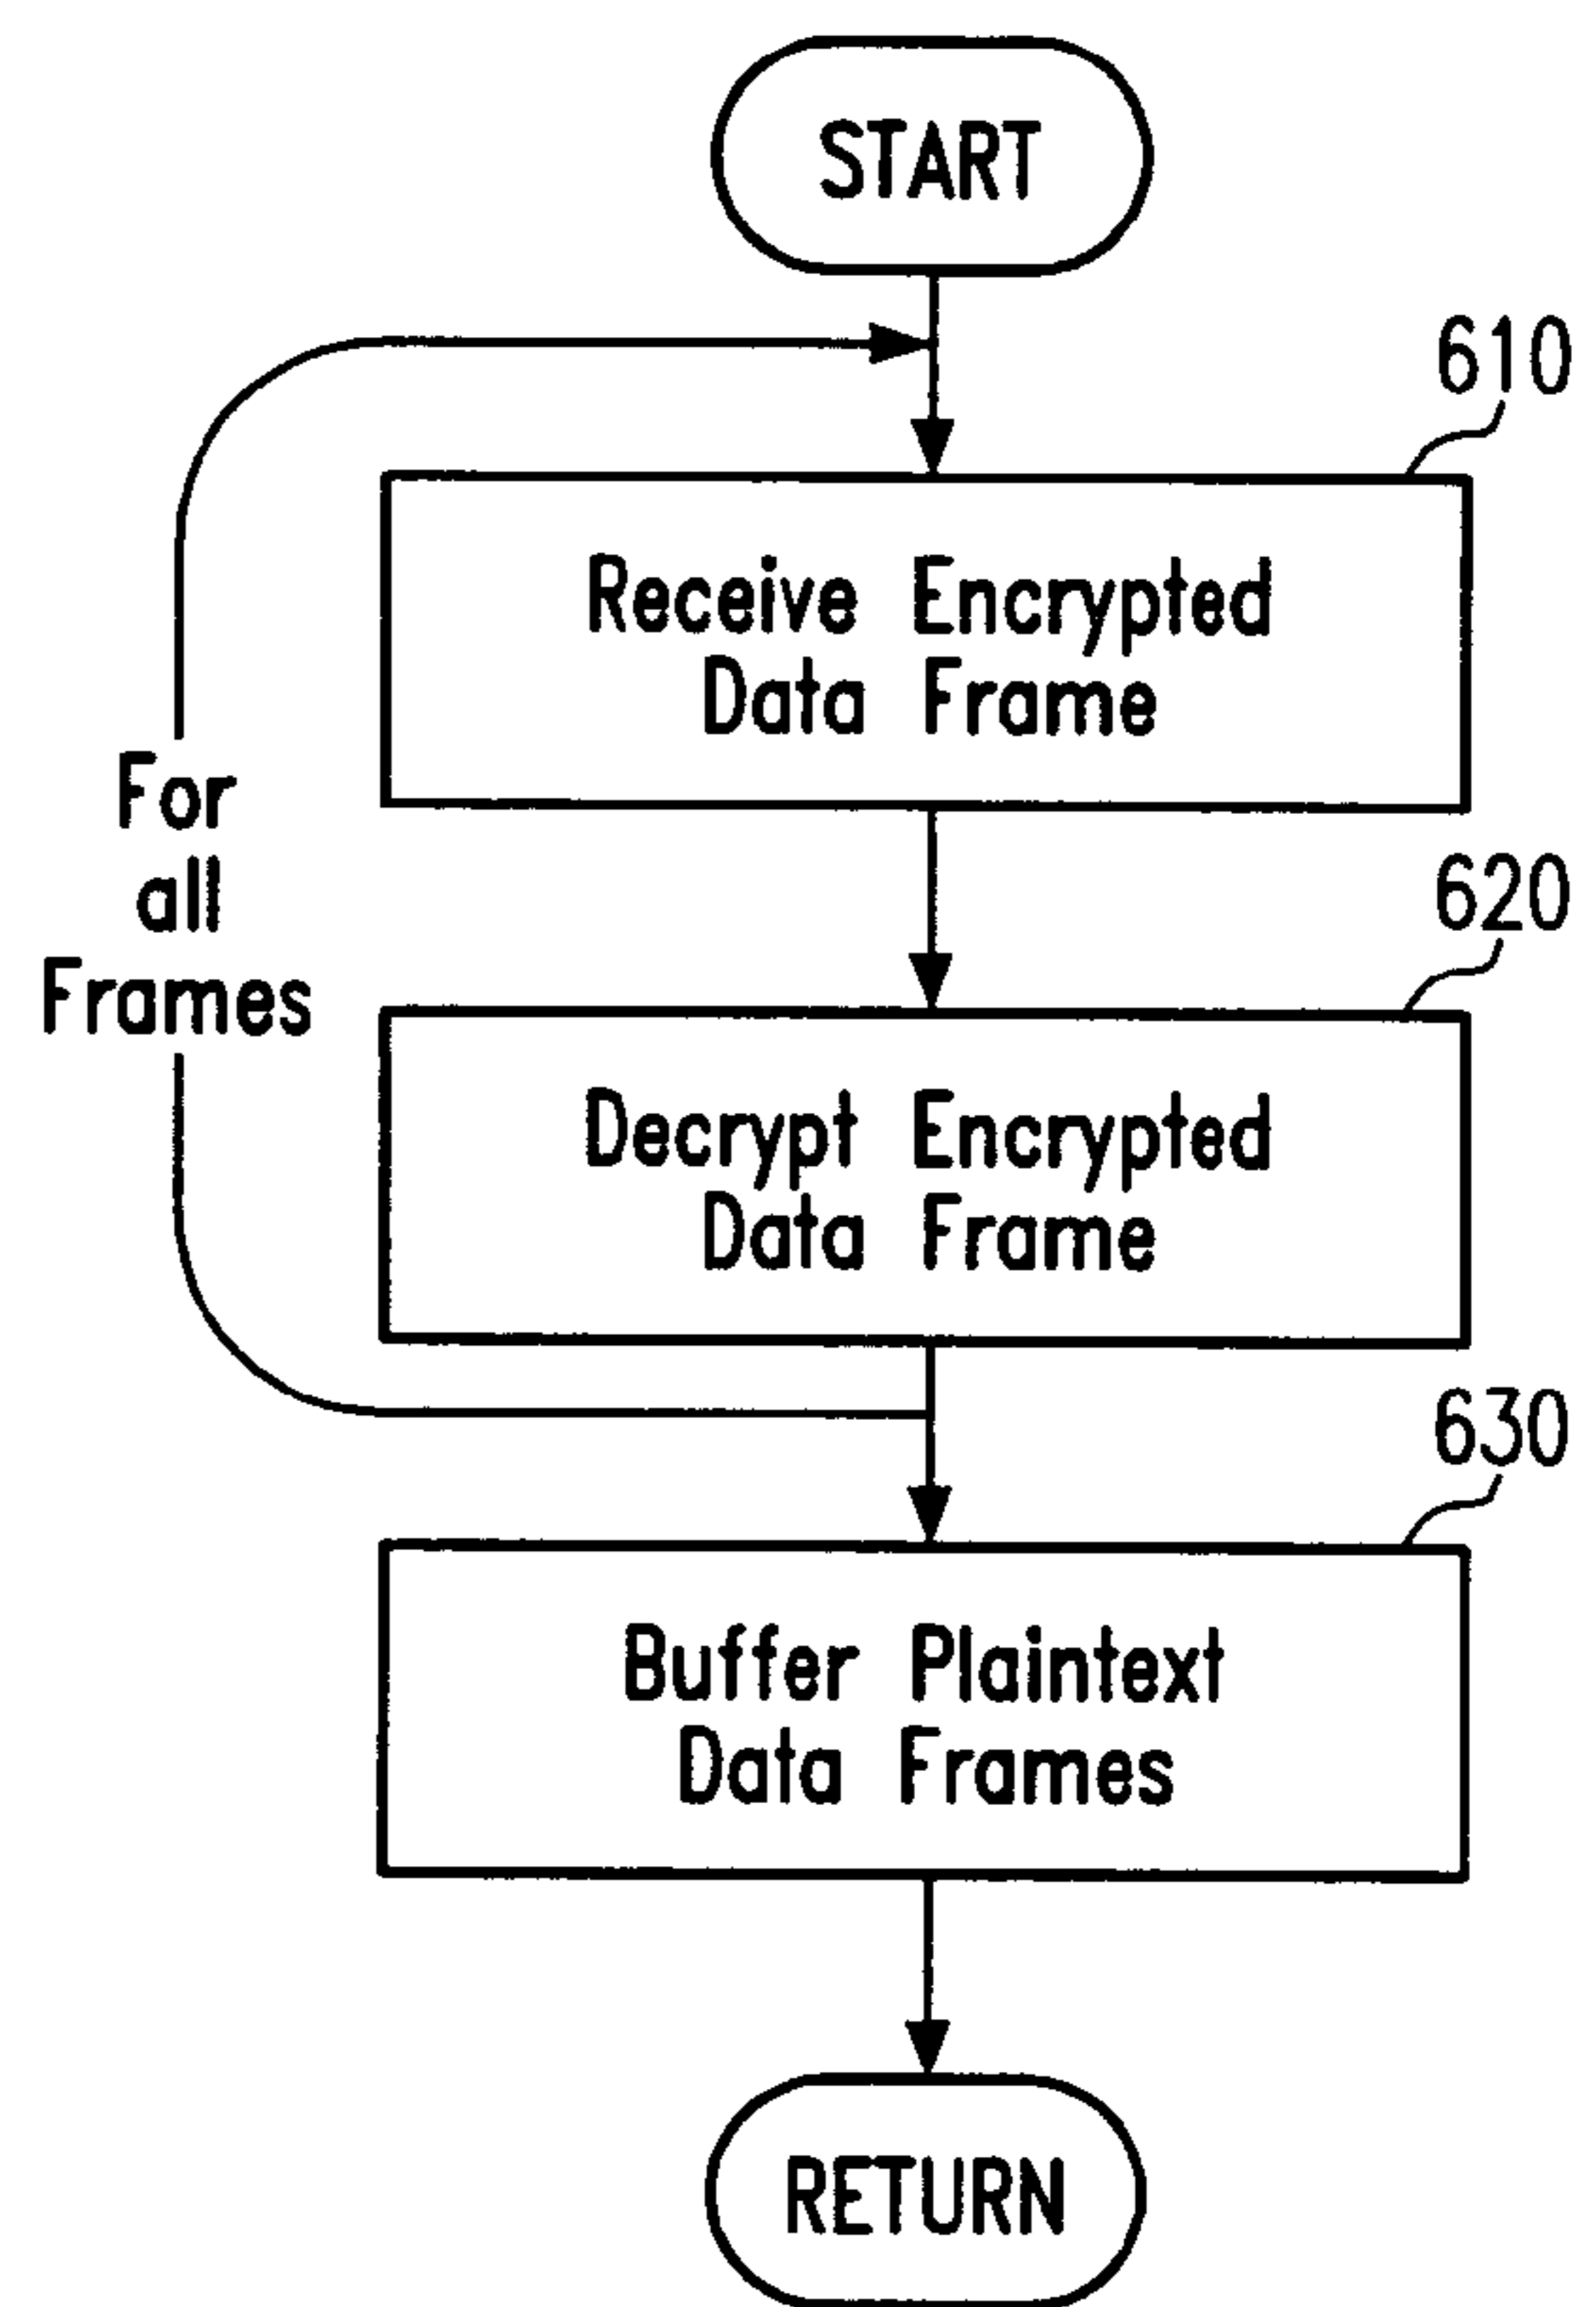 START
610
Receive Encrypted
Data Frame
For
all
Frames
620
Decrypt Encrypted
Data Frame
630
Buffer Plaintext
Data Frames
RETURN